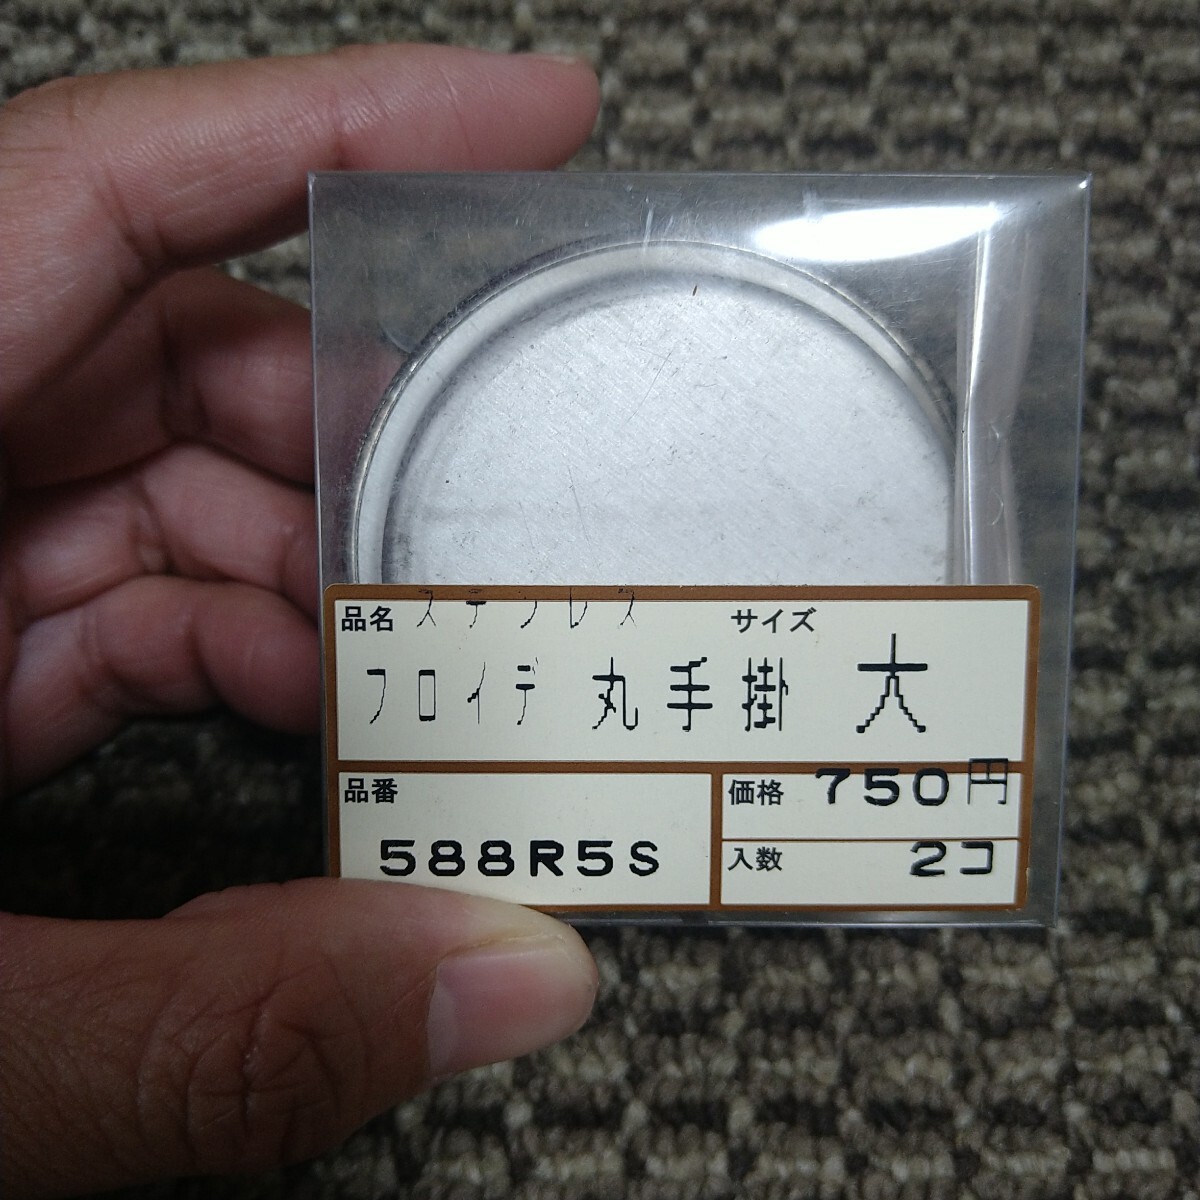 品名 ステンレス サイズ
フロイデ 丸手掛 大
品番
588R5S
価格 750円
入数 2コ